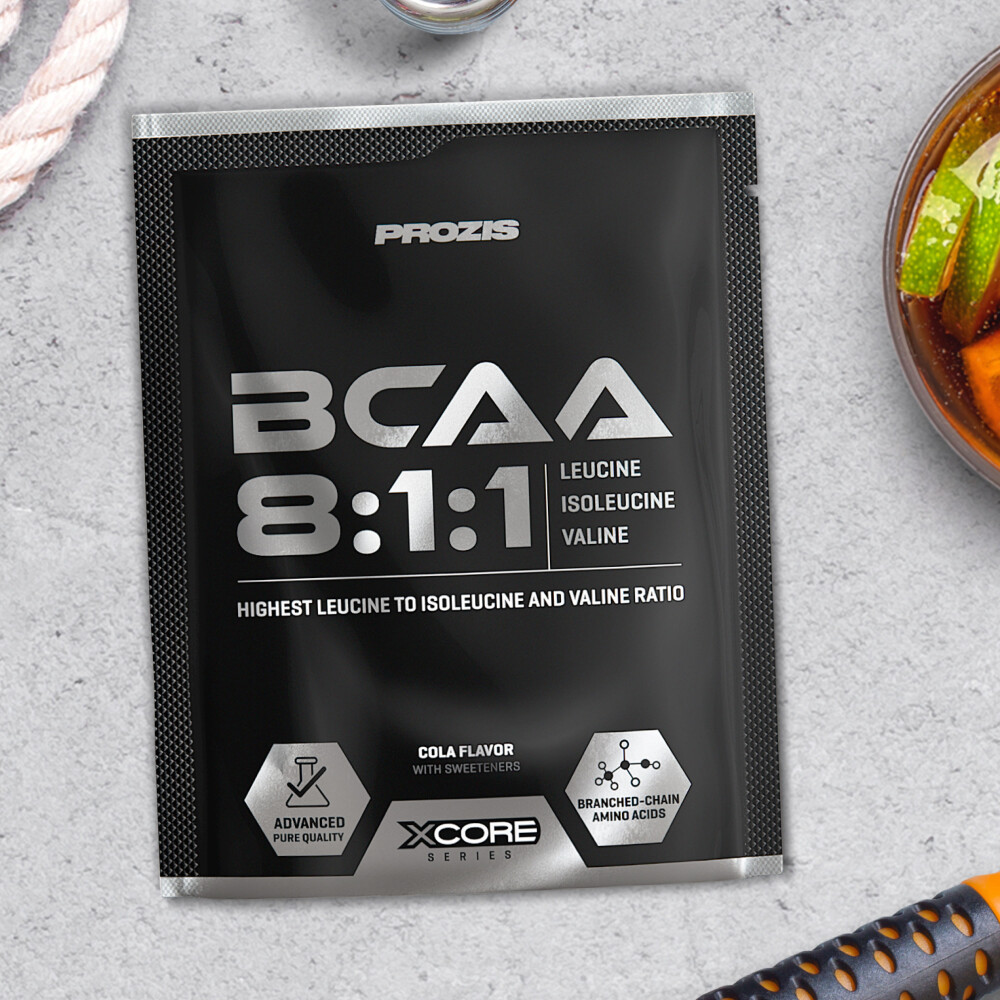 PROZIS
BCAA
8:1:1
LEUCINE
ISOLEUCINE
VALINE
HIGHEST LEUCINE TO ISOLEUCINE AND VALINE RATIO
COLA FLAVOR
WITH SWEETENERS
ADVANCED
PURE QUALITY
BRANCHED-CHAIN
AMINO ACIDS
XCORE
SERIES